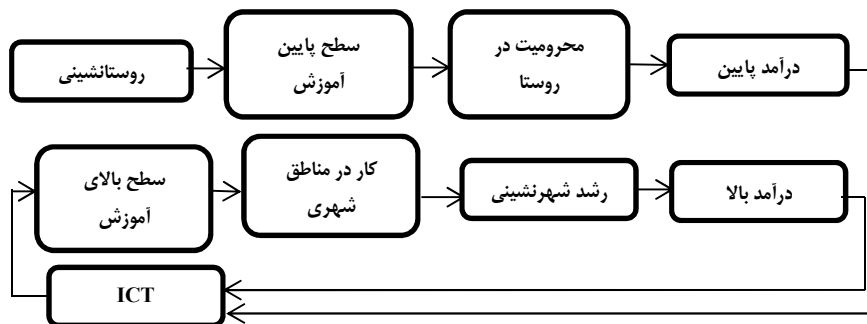 روستانشینی
سطح پایین
آموزش
محرومیت در
روستا
درآمد پایین
سطح بالای
آموزش
کار در مناطق
شهری
رشد شهرنشینی
درآمد بالا
ICT